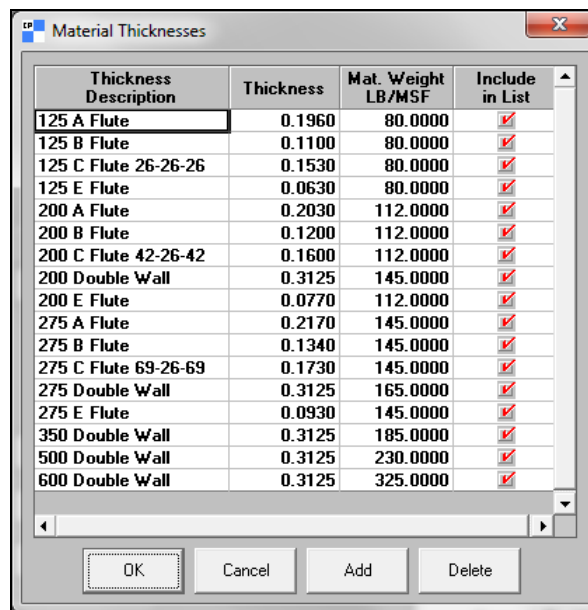 CP Material Thicknesses
Thickness Description Thickness Mat. Weight LB/MSF Include in List
125 A Flute 0.1960 80.0000
125 B Flute 0.1100 80.0000
125 C Flute 26-26-26 0.1530 80.0000
125 E Flute 0.0630 80.0000
200 A Flute 0.2030 112.0000
200 B Flute 0.1200 112.0000
200 C Flute 42-26-42 0.1600 112.0000
200 Double Wall 0.3125 145.0000
200 E Flute 0.0770 112.0000
275 A Flute 0.2170 145.0000
275 B Flute 0.1340 145.0000
275 C Flute 69-26-69 0.1730 145.0000
275 Double Wall 0.3125 165.0000
275 E Flute 0.0930 145.0000
350 Double Wall 0.3125 185.0000
500 Double Wall 0.3125 230.0000
600 Double Wall 0.3125 325.0000
OK Cancel Add Delete